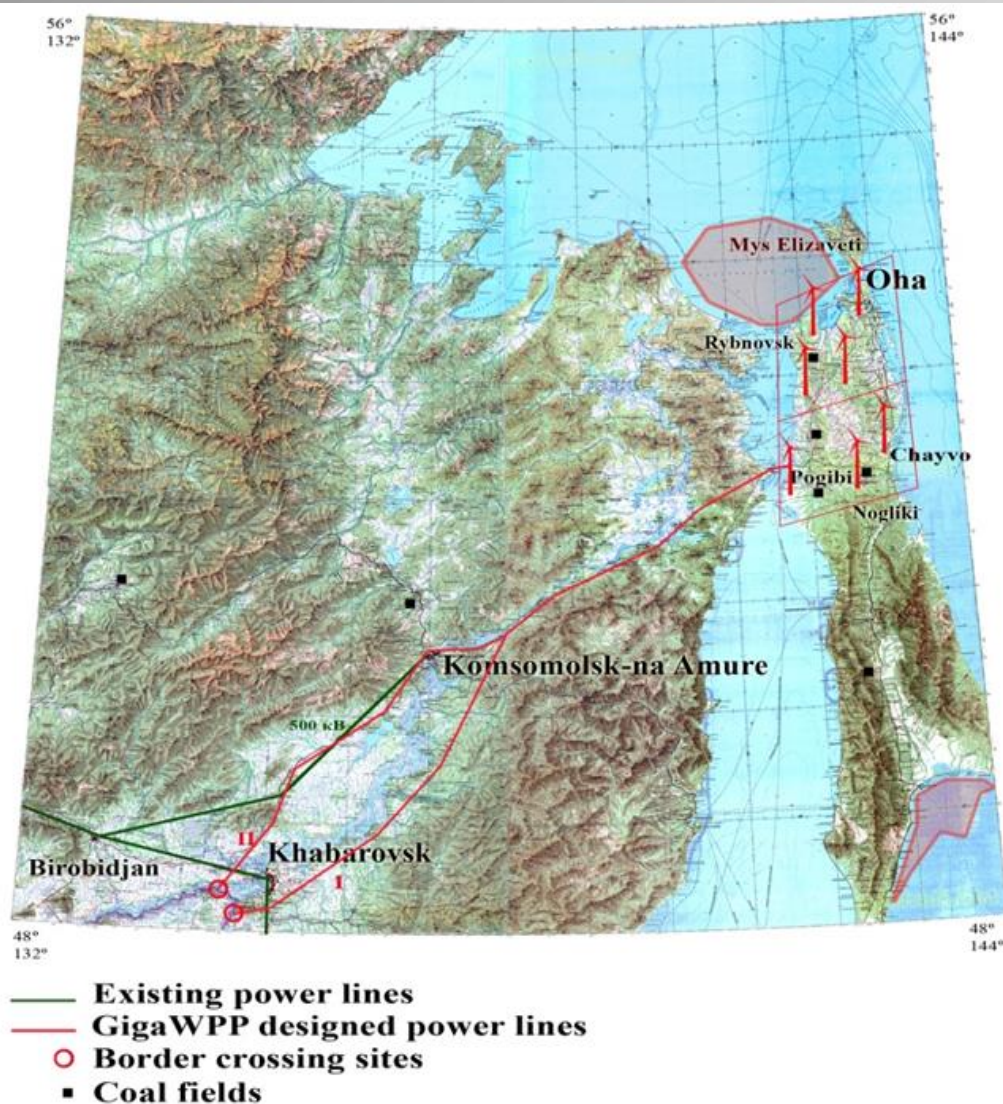 56°
132°
56°
144°
Mys Elizaveti
Oha
Rybnovsk
Chayvo
Pogibi
Nogliki
Komsomolsk-na Amure
500 кВ
II
Khabarovsk
Birobidjan
I
48°
132°
48°
144°
Existing power lines
GigaWPP designed power lines
Border crossing sites
Coal fields